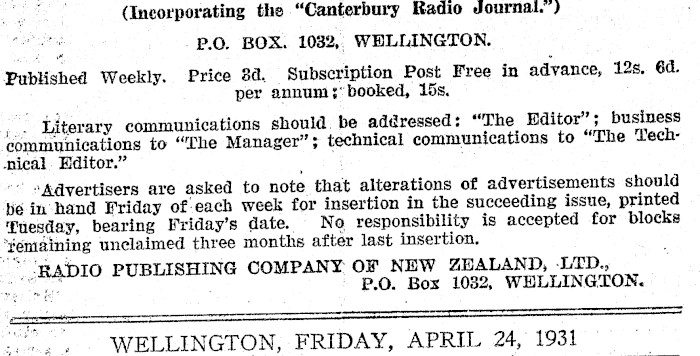 (Incorporating the "Canterbury Radio Journal.")
P.O. BOX. 1032, WELLINGTON.
Published Weekly. Price 3d. Subscription Post Free in advance, 12s. 6d.
per annum; booked, 15s.
Literary communications should be addressed: "The Editor"; business
communications to "The Manager"; technical communications to "The Tech-
nical Editor."
Advertisers are asked to note that alterations of advertisements should
be in hand Friday of each week for insertion in the succeeding issue, printed
Tuesday, bearing Friday's date. No responsibility is accepted for blocks
remaining unclaimed three months after last insertion.
RADIO PUBLISHING COMPANY OF NEW ZEALAND, LTD.,
P.O. Box 1032, WELLINGTON.
WELLINGTON, FRIDAY, APRIL 24, 1931